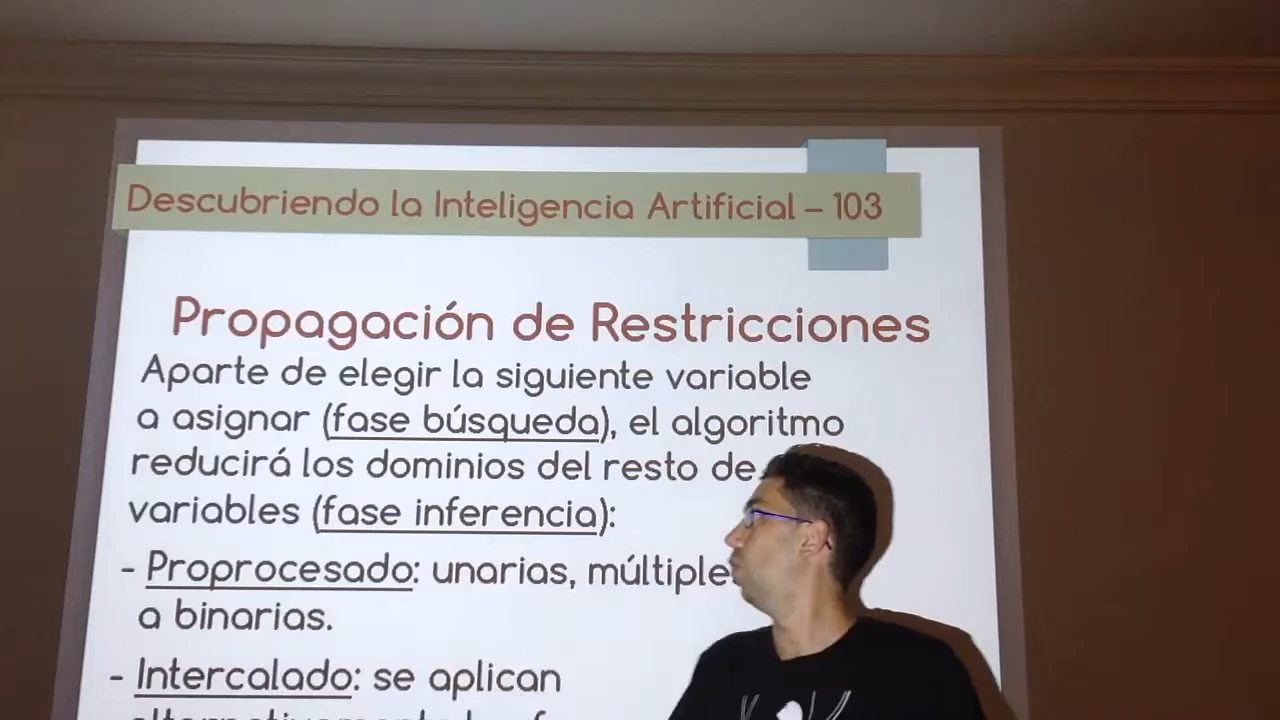 Descubriendo la Inteligencia Artificial – 103
Propagación de Restricciones
Aparte de elegir la siguiente variable
a asignar (fase búsqueda), el algoritmo
reducirá los dominios del resto de
variables (fase inferencia):
- Proprocesado: unarias, múltiple
a binarias.
- Intercalado: se aplican